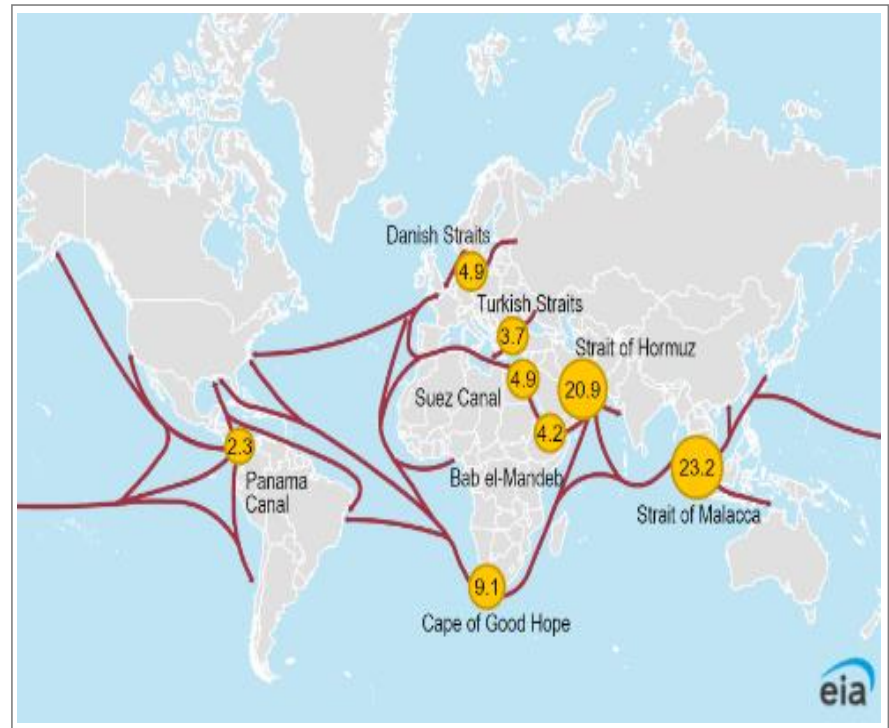 Danish Straits
4.9
Turkish Straits
3.7
Strait of Hormuz
20.9
Suez Canal
4.9
4.2
Bab el-Mandeb
2.3
Panama
Canal
23.2
Strait of Malacca
9.1
Cape of Good Hope
eia